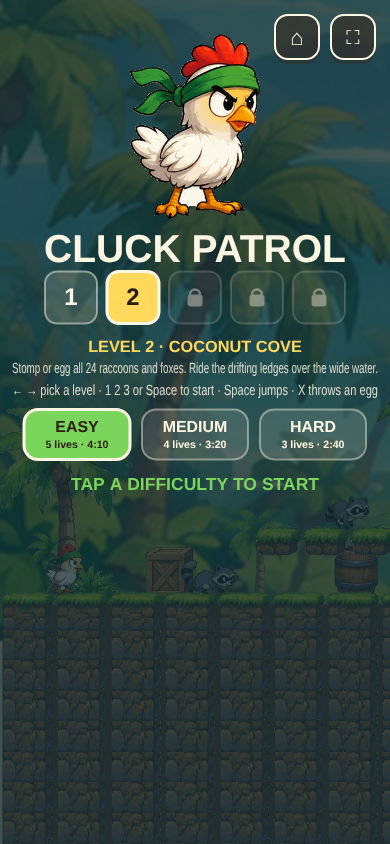 CLUCK PATROL
1 2
LEVEL 2 · COCONUT COVE
Stomp or egg all 24 raccoons and foxes. Ride the drifting ledges over the wide water.
← → pick a level · 1 2 3 or Space to start · Space jumps · X throws an egg
EASY MEDIUM HARD
5 lives · 4:10 4 lives · 3:20 3 lives · 2:40
TAP A DIFFICULTY TO START